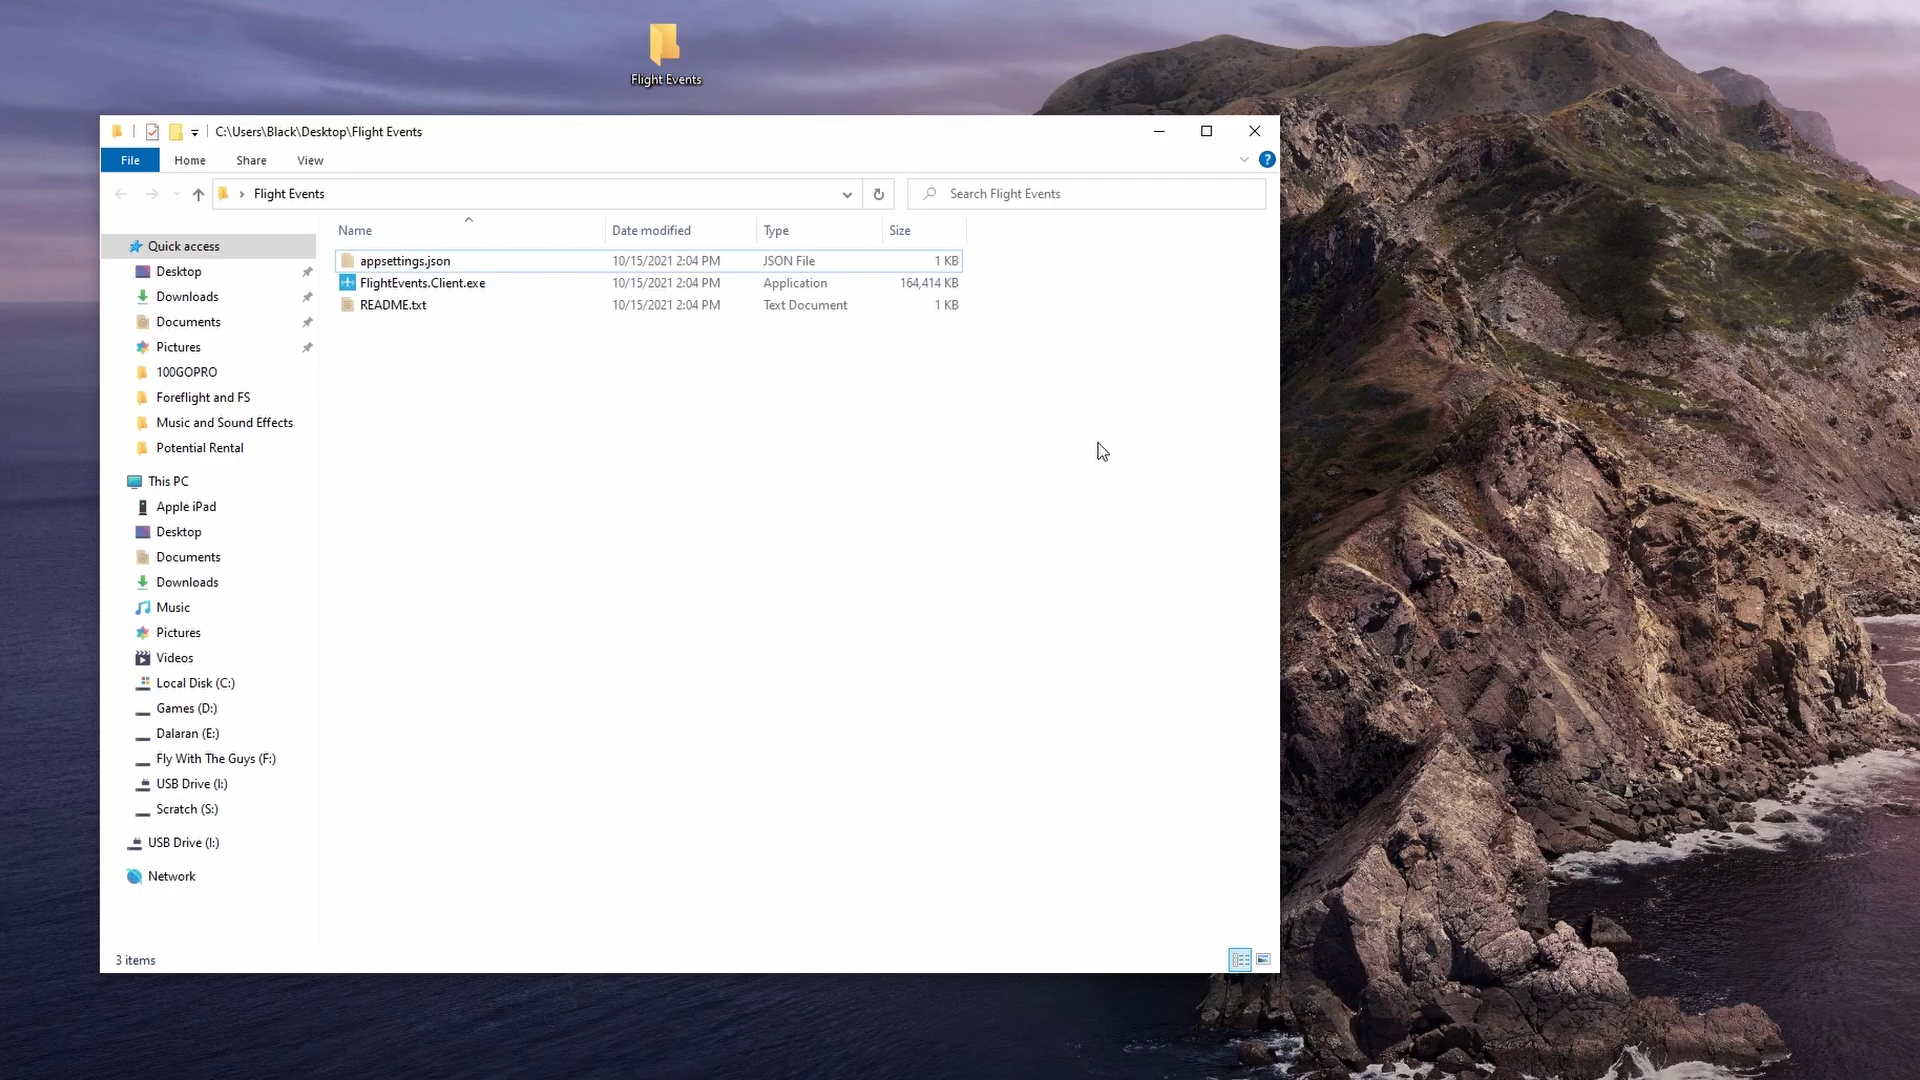 Flight Events
C:\Users\Black\Desktop\Flight Events
File Home Share View
?
Flight Events
Search Flight Events
Name Date modified Type Size
appsettings.json 10/15/2021 2:04 PM JSON File 1 KB
FlightEvents.Client.exe 10/15/2021 2:04 PM Application 164,414 KB
README.txt 10/15/2021 2:04 PM Text Document 1 KB
Quick access
Desktop
Downloads
Documents
Pictures
100GOPRO
Foreflight and FS
Music and Sound Effects
Potential Rental
This PC
Apple iPad
Desktop
Documents
Downloads
Music
Pictures
Videos
Local Disk (C:)
Games (D:)
Dalaran (E:)
Fly With The Guys (F:)
USB Drive (I:)
Scratch (S:)
USB Drive (I:)
Network
3 items